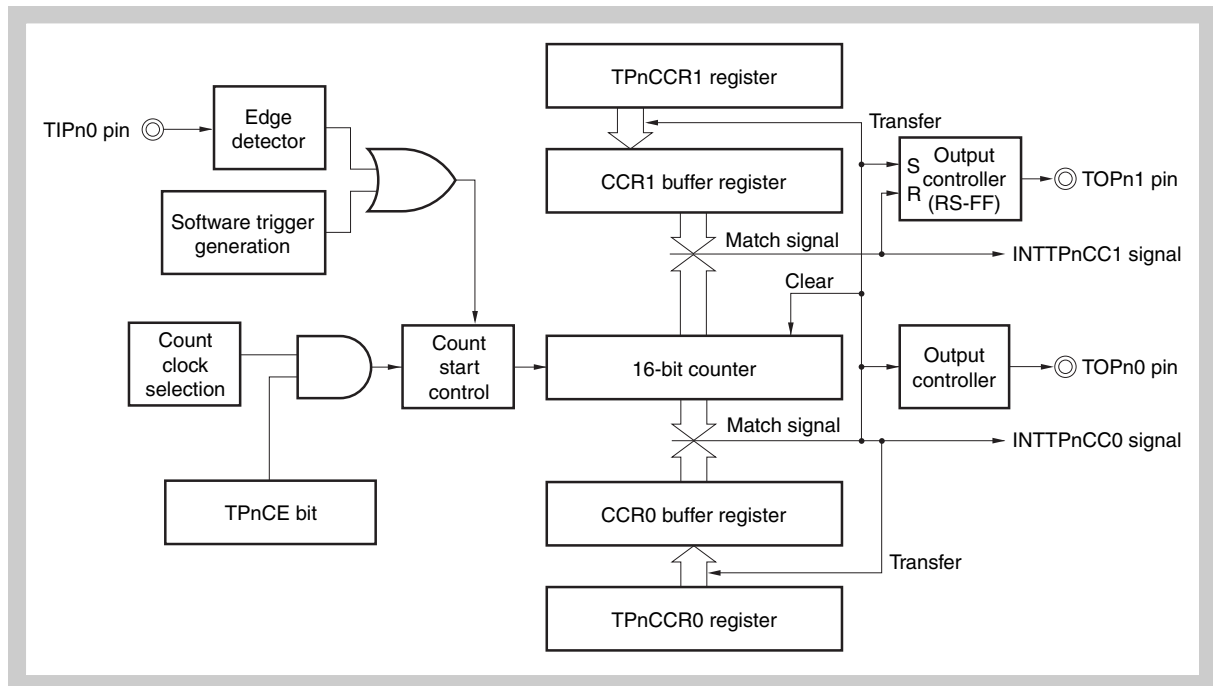 TPnCCR1 register
TIPn0 pin
Edge
detector
Transfer
CCR1 buffer register
S
R
Output
controller
(RS-FF)
TOPn1 pin
Software trigger
generation
Match signal
INTTPnCC1 signal
Clear
Count
clock
selection
Count
start
control
16-bit counter
Output
controller
TOPn0 pin
Match signal
INTTPnCC0 signal
TPnCE bit
CCR0 buffer register
Transfer
TPnCCR0 register